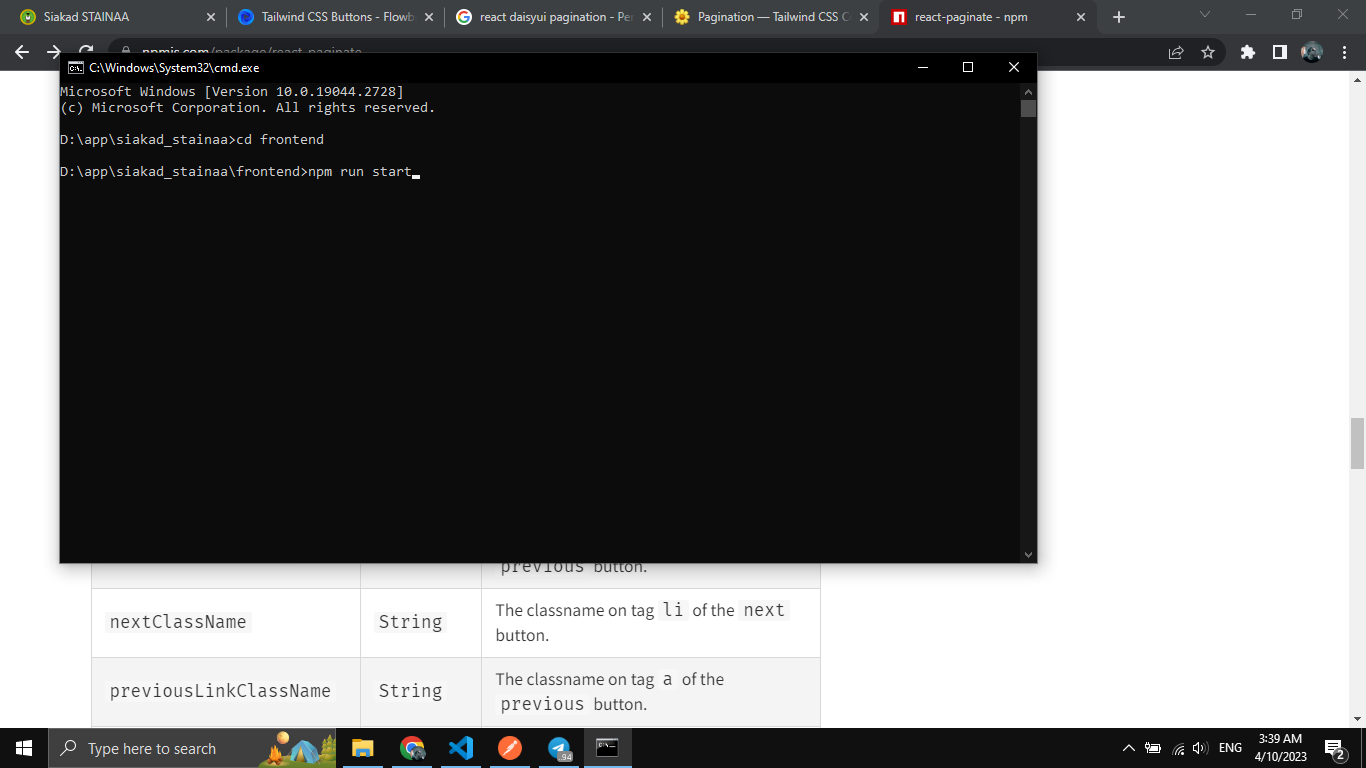 Siakad STAINAA
Tailwind CSS Buttons - Flowb
react daisyui pagination - Pen
Pagination — Tailwind CSS C
react-paginate - npm
npmjs.com/package/react-paginate
C:\Windows\System32\cmd.exe
Microsoft Windows [Version 10.0.19044.2728]
(c) Microsoft Corporation. All rights reserved.
D:\app\siakad_stainaa>cd frontend
D:\app\siakad_stainaa\frontend>npm run start
previous button.
nextClassName String The classname on tag li of the next
button.
previousLinkClassName String The classname on tag a of the
previous button.
Type here to search
.94
ENG
3:39 AM
4/10/2023
2